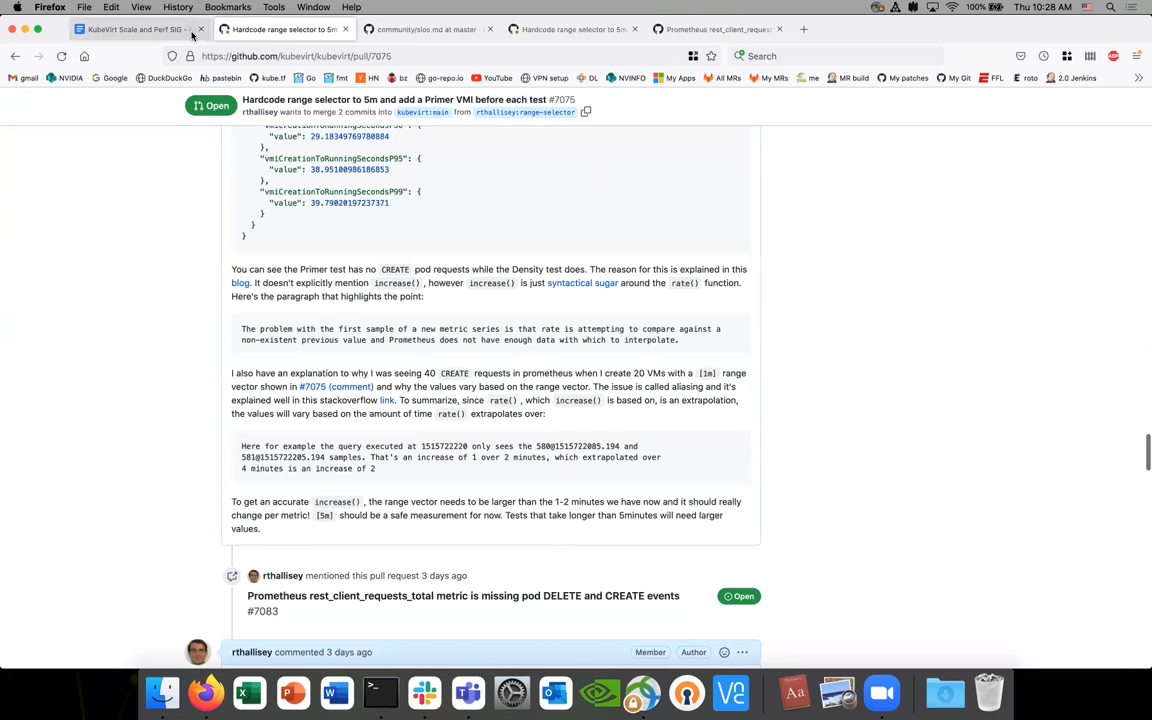 Firefox File Edit View History Bookmarks Tools Window Help 100% Thu 10:28 AM
KubeVirt Scale and Perf SIG - Hardcode range selector to 5m community/slos.md at master · Hardcode range selector to 5m Prometheus rest_client_request
https://github.com/kubevirt/kubevirt/pull/7075 Search
gmail NVIDIA Google DuckDuckGo pastebin kube.tf Go fmt HN bz go-repo.io YouTube VPN setup DL NVINFO My Apps All MRs My MRs me MR build My patches My Git FFL roto 2.0 Jenkins
Open Hardcode range selector to 5m and add a Primer VMI before each test #7075
rthallisey wants to merge 2 commits into kubevirt:main from rthallisey:range-selector
"value": 29.18349769780884
},
"vmiCreationToRunningSecondsP95": {
"value": 38.95100986186853
},
"vmiCreationToRunningSecondsP99": {
"value": 39.79020197237371
}
}
}
You can see the Primer test has no CREATE pod requests while the Density test does. The reason for this is explained in this
blog. It doesn't explicitly mention increase(), however increase() is just syntactical sugar around the rate() function.
Here's the paragraph that highlights the point:
The problem with the first sample of a new metric series is that rate is attempting to compare against a
non-existent previous value and Prometheus does not have enough data with which to interpolate.
I also have an explanation to why I was seeing 40 CREATE requests in prometheus when I create 20 VMs with a [1m] range
vector shown in #7075 (comment) and why the values vary based on the range vector. The issue is called aliasing and it's
explained well in this stackoverflow link. To summarize, since rate(), which increase() is based on, is an extrapolation,
the values will vary based on the amount of time rate() extrapolates over:
Here for example the query executed at 1515722220 only sees the 580@1515722085.194 and
581@1515722205.194 samples. That's an increase of 1 over 2 minutes, which extrapolated over
4 minutes is an increase of 2
To get an accurate increase(), the range vector needs to be larger than the 1-2 minutes we have now and it should really
change per metric! [5m] should be a safe measurement for now. Tests that take longer than 5minutes will need larger
values.
rthallisey mentioned this pull request 3 days ago
Prometheus rest_client_requests_total metric is missing pod DELETE and CREATE events Open
#7083
rthallisey commented 3 days ago Member Author